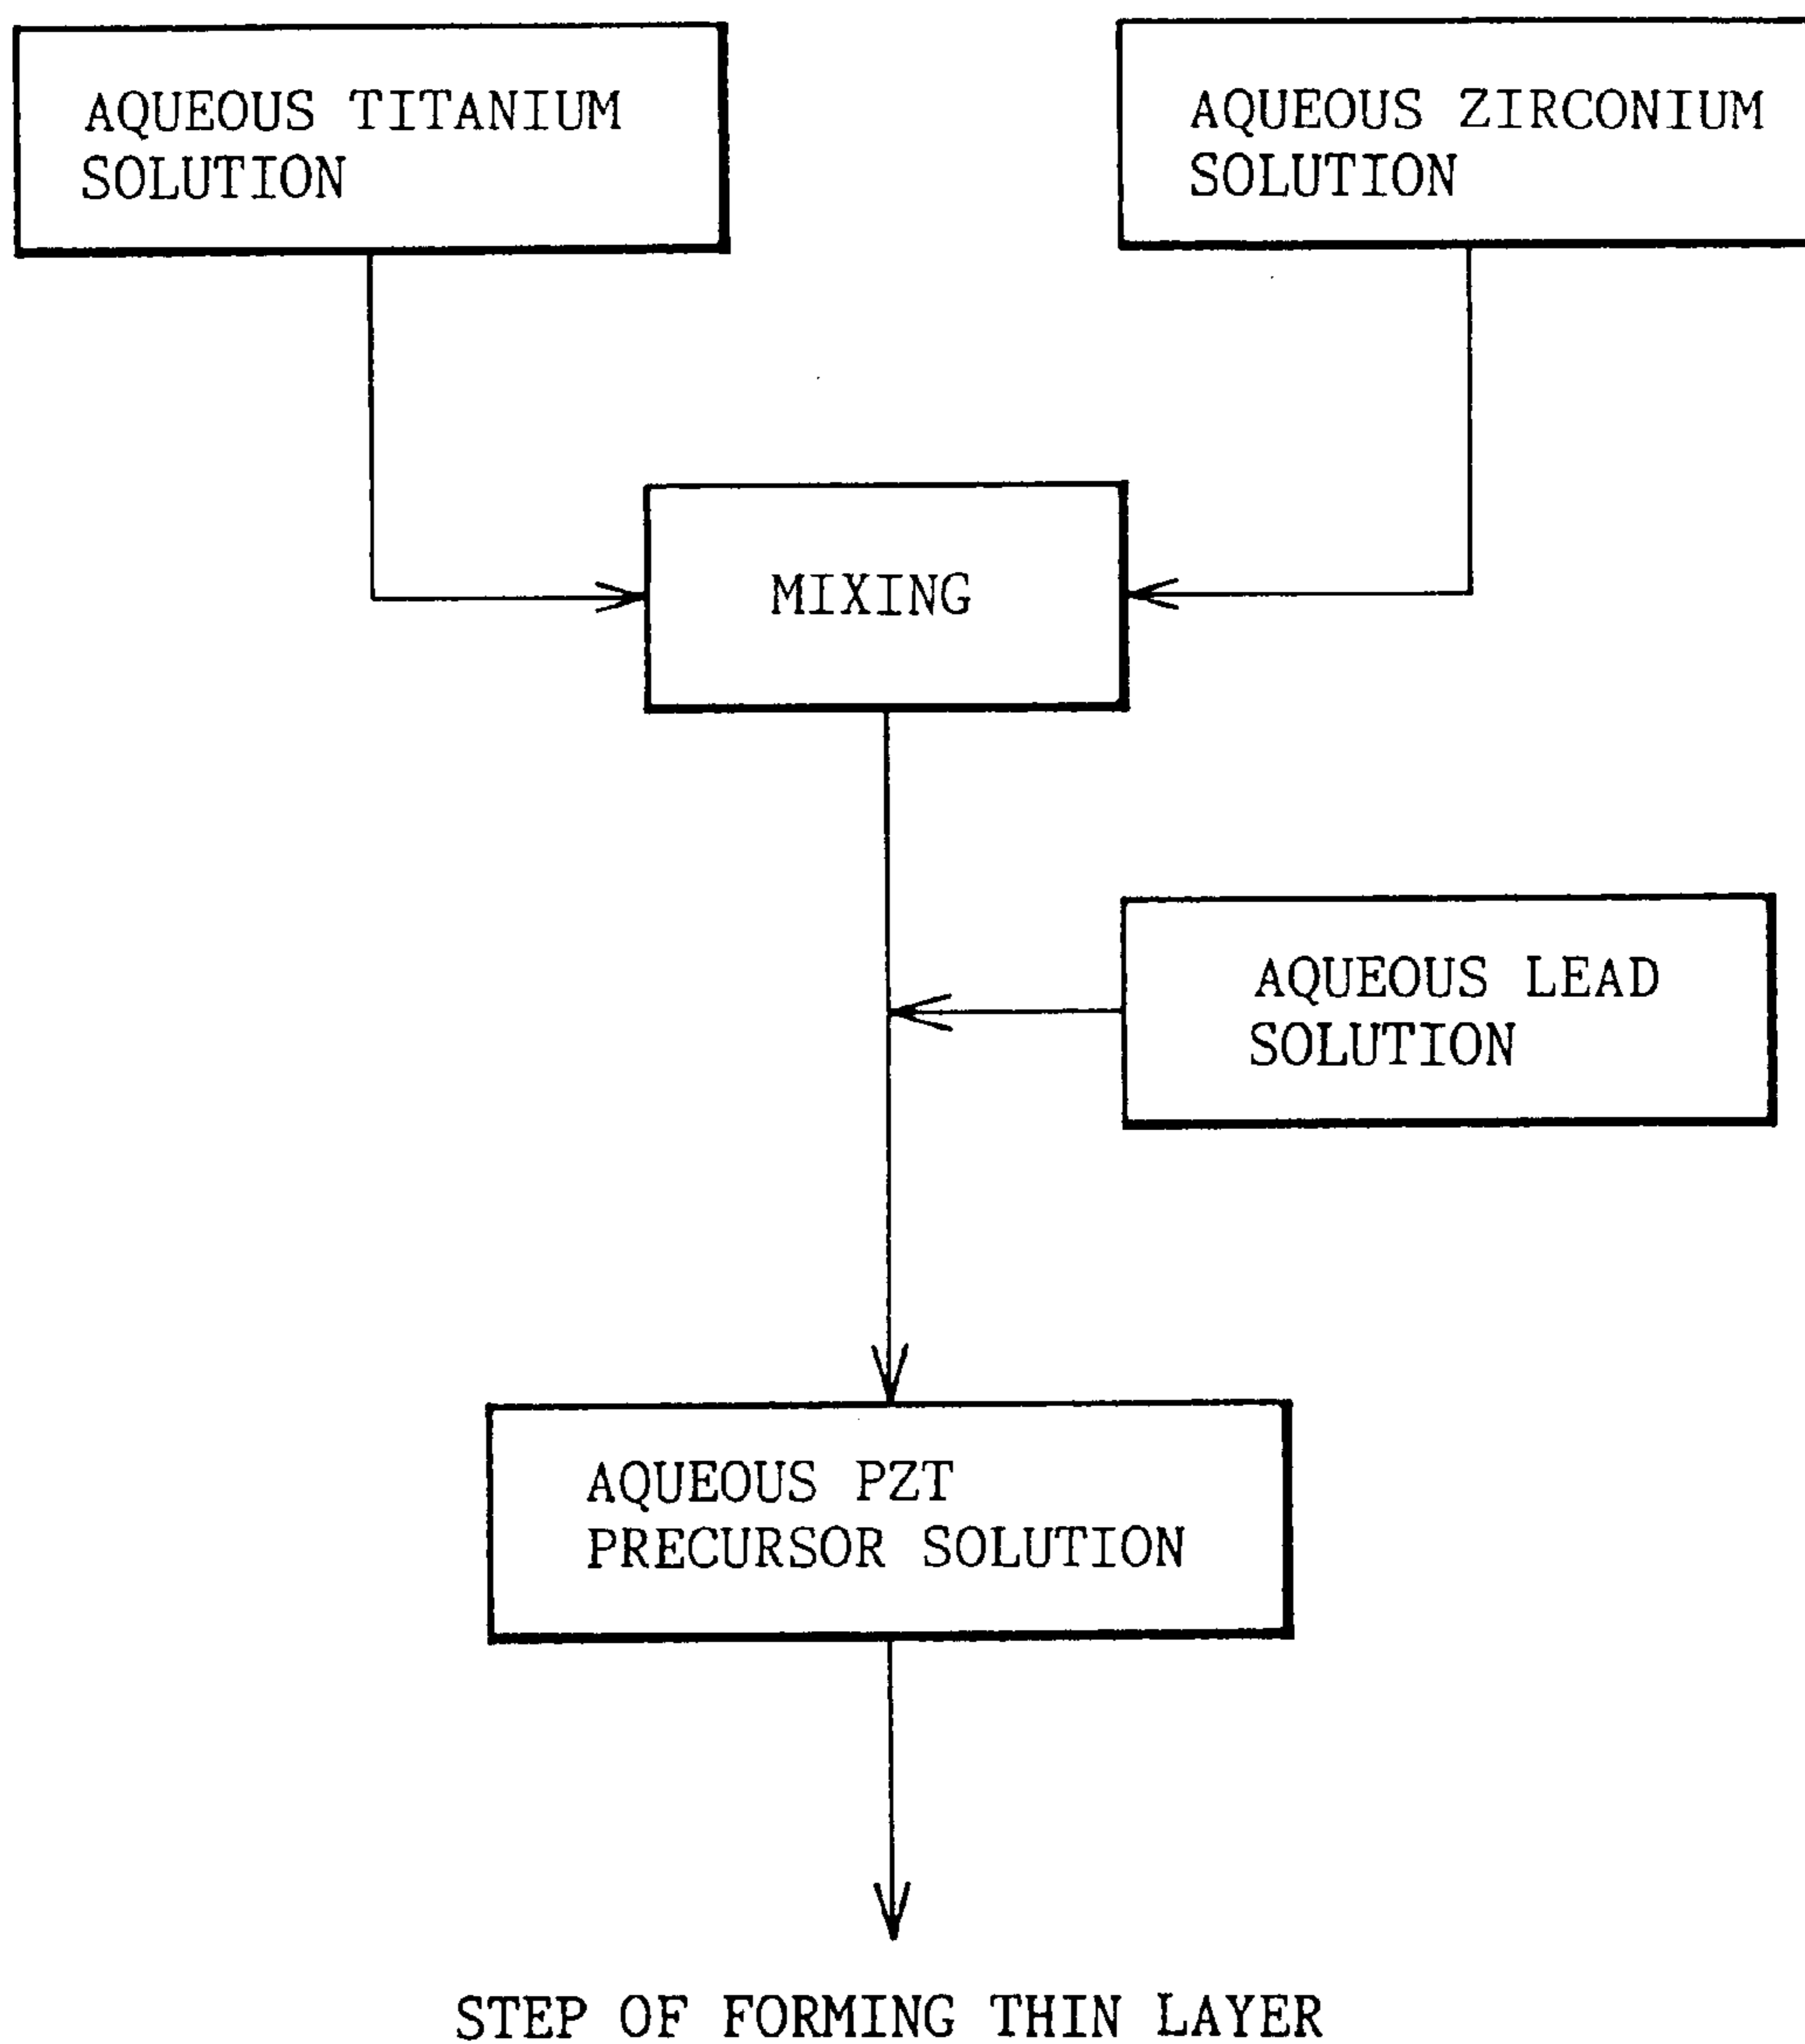 AQUEOUS TITANIUM
SOLUTION
AQUEOUS ZIRCONIUM
SOLUTION
MIXING
AQUEOUS LEAD
SOLUTION
AQUEOUS PZT
PRECURSOR SOLUTION
STEP OF FORMING THIN LAYER